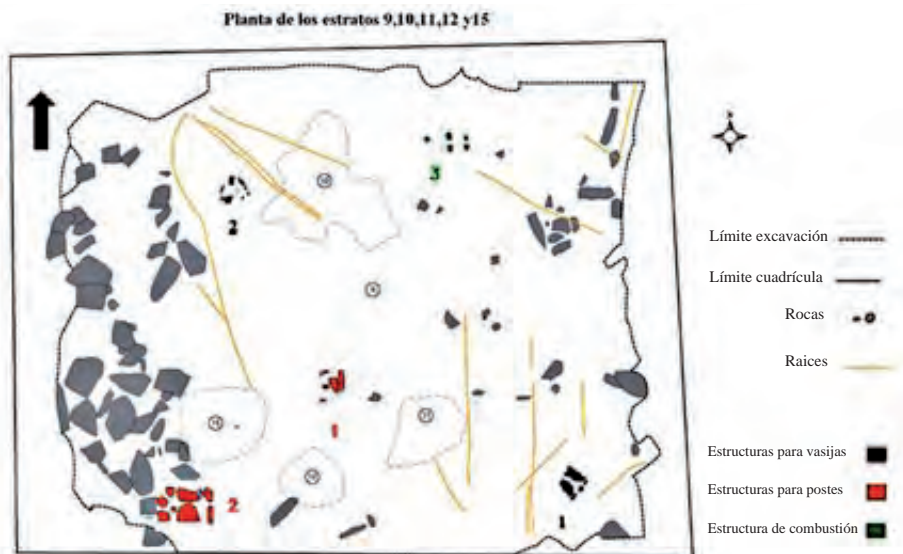 Planta de los estratos 9,10,11,12 y15
3
2
1
2
1
Límite excavación
Límite cuadrícula
Rocas
Raices
Estructuras para vasijas
Estructuras para postes
Estructura de combustión